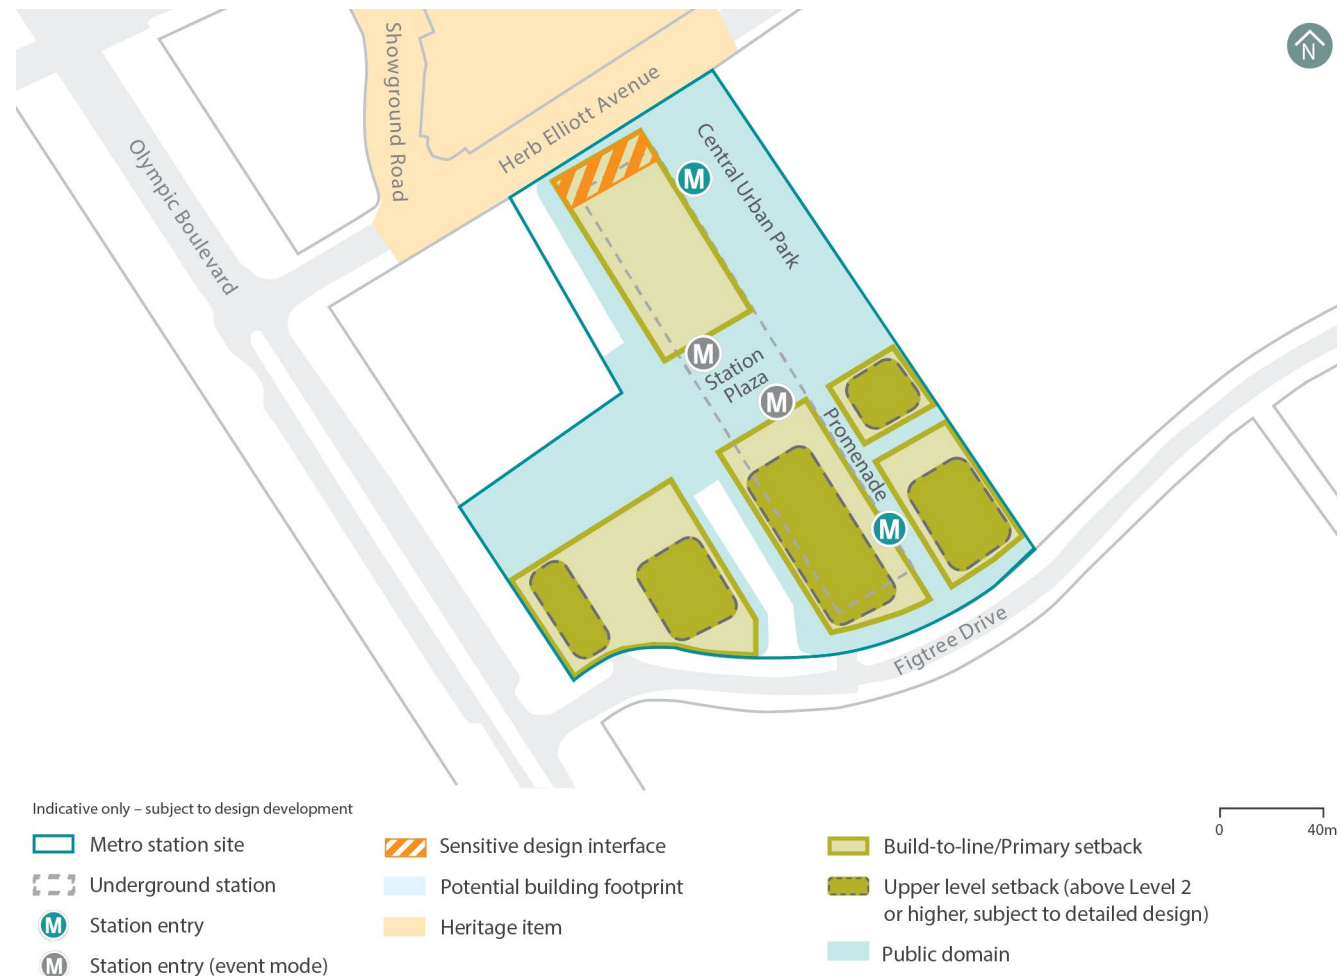 N
Showground Road
Herb Elliott Avenue
Olympic Boulevard
Central Urban Park
M
M
Station
Plaza
M
Promenade
M
Figtree Drive
Indicative only – subject to design development
0 40m
Metro station site
Underground station
M Station entry
M Station entry (event mode)
Sensitive design interface
Potential building footprint
Heritage item
Build-to-line/Primary setback
Upper level setback (above Level 2
or higher, subject to detailed design)
Public domain